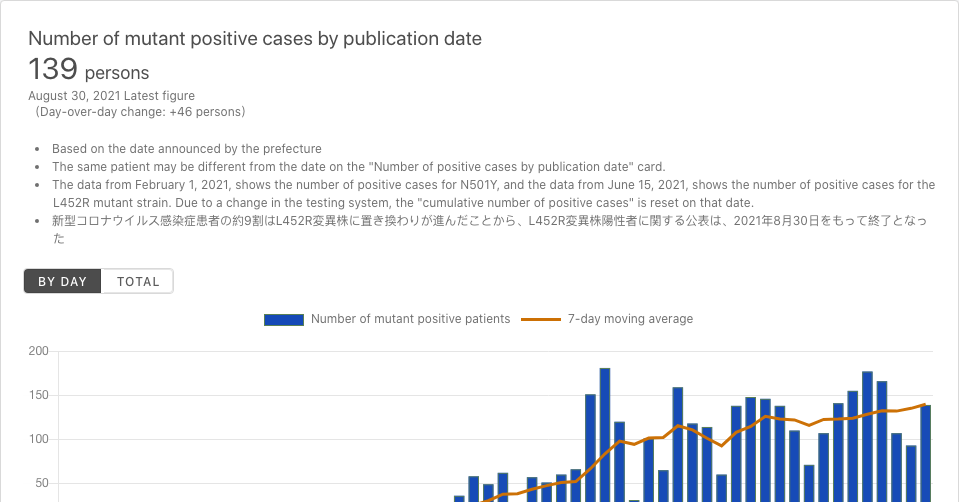 Number of mutant positive cases by publication date
139 persons
August 30, 2021 Latest figure
(Day-over-day change: +46 persons)
• Based on the date announced by the prefecture
• The same patient may be different from the date on the "Number of positive cases by publication date" card.
• The data from February 1, 2021, shows the number of positive cases for N501Y, and the data from June 15, 2021, shows the number of positive cases for the
L452R mutant strain. Due to a change in the testing system, the "cumulative number of positive cases" is reset on that date.
• 新型コロナウイルス感染症患者の約9割はL452R変異株に置き換わりが進んだことから、L452R変異株陽性者に関する公表は、2021年8月30日をもって終了となっ
た
BY DAY TOTAL
Number of mutant positive patients 7-day moving average
200
150
100
50